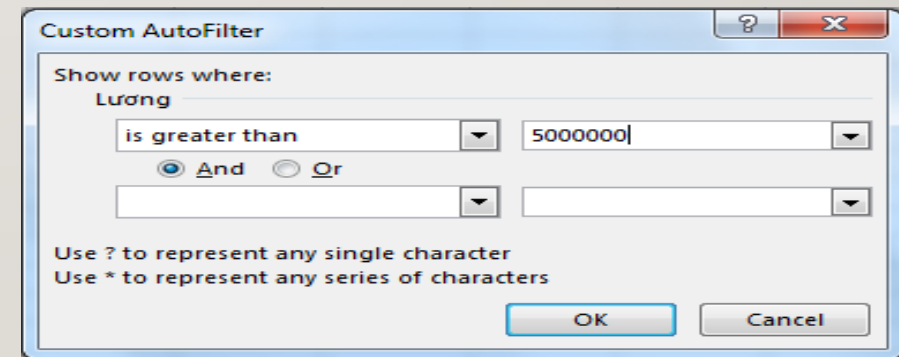 Custom AutoFilter
Show rows where:
Lương
is greater than 5000000
And Or
Use ? to represent any single character
Use * to represent any series of characters
OK Cancel